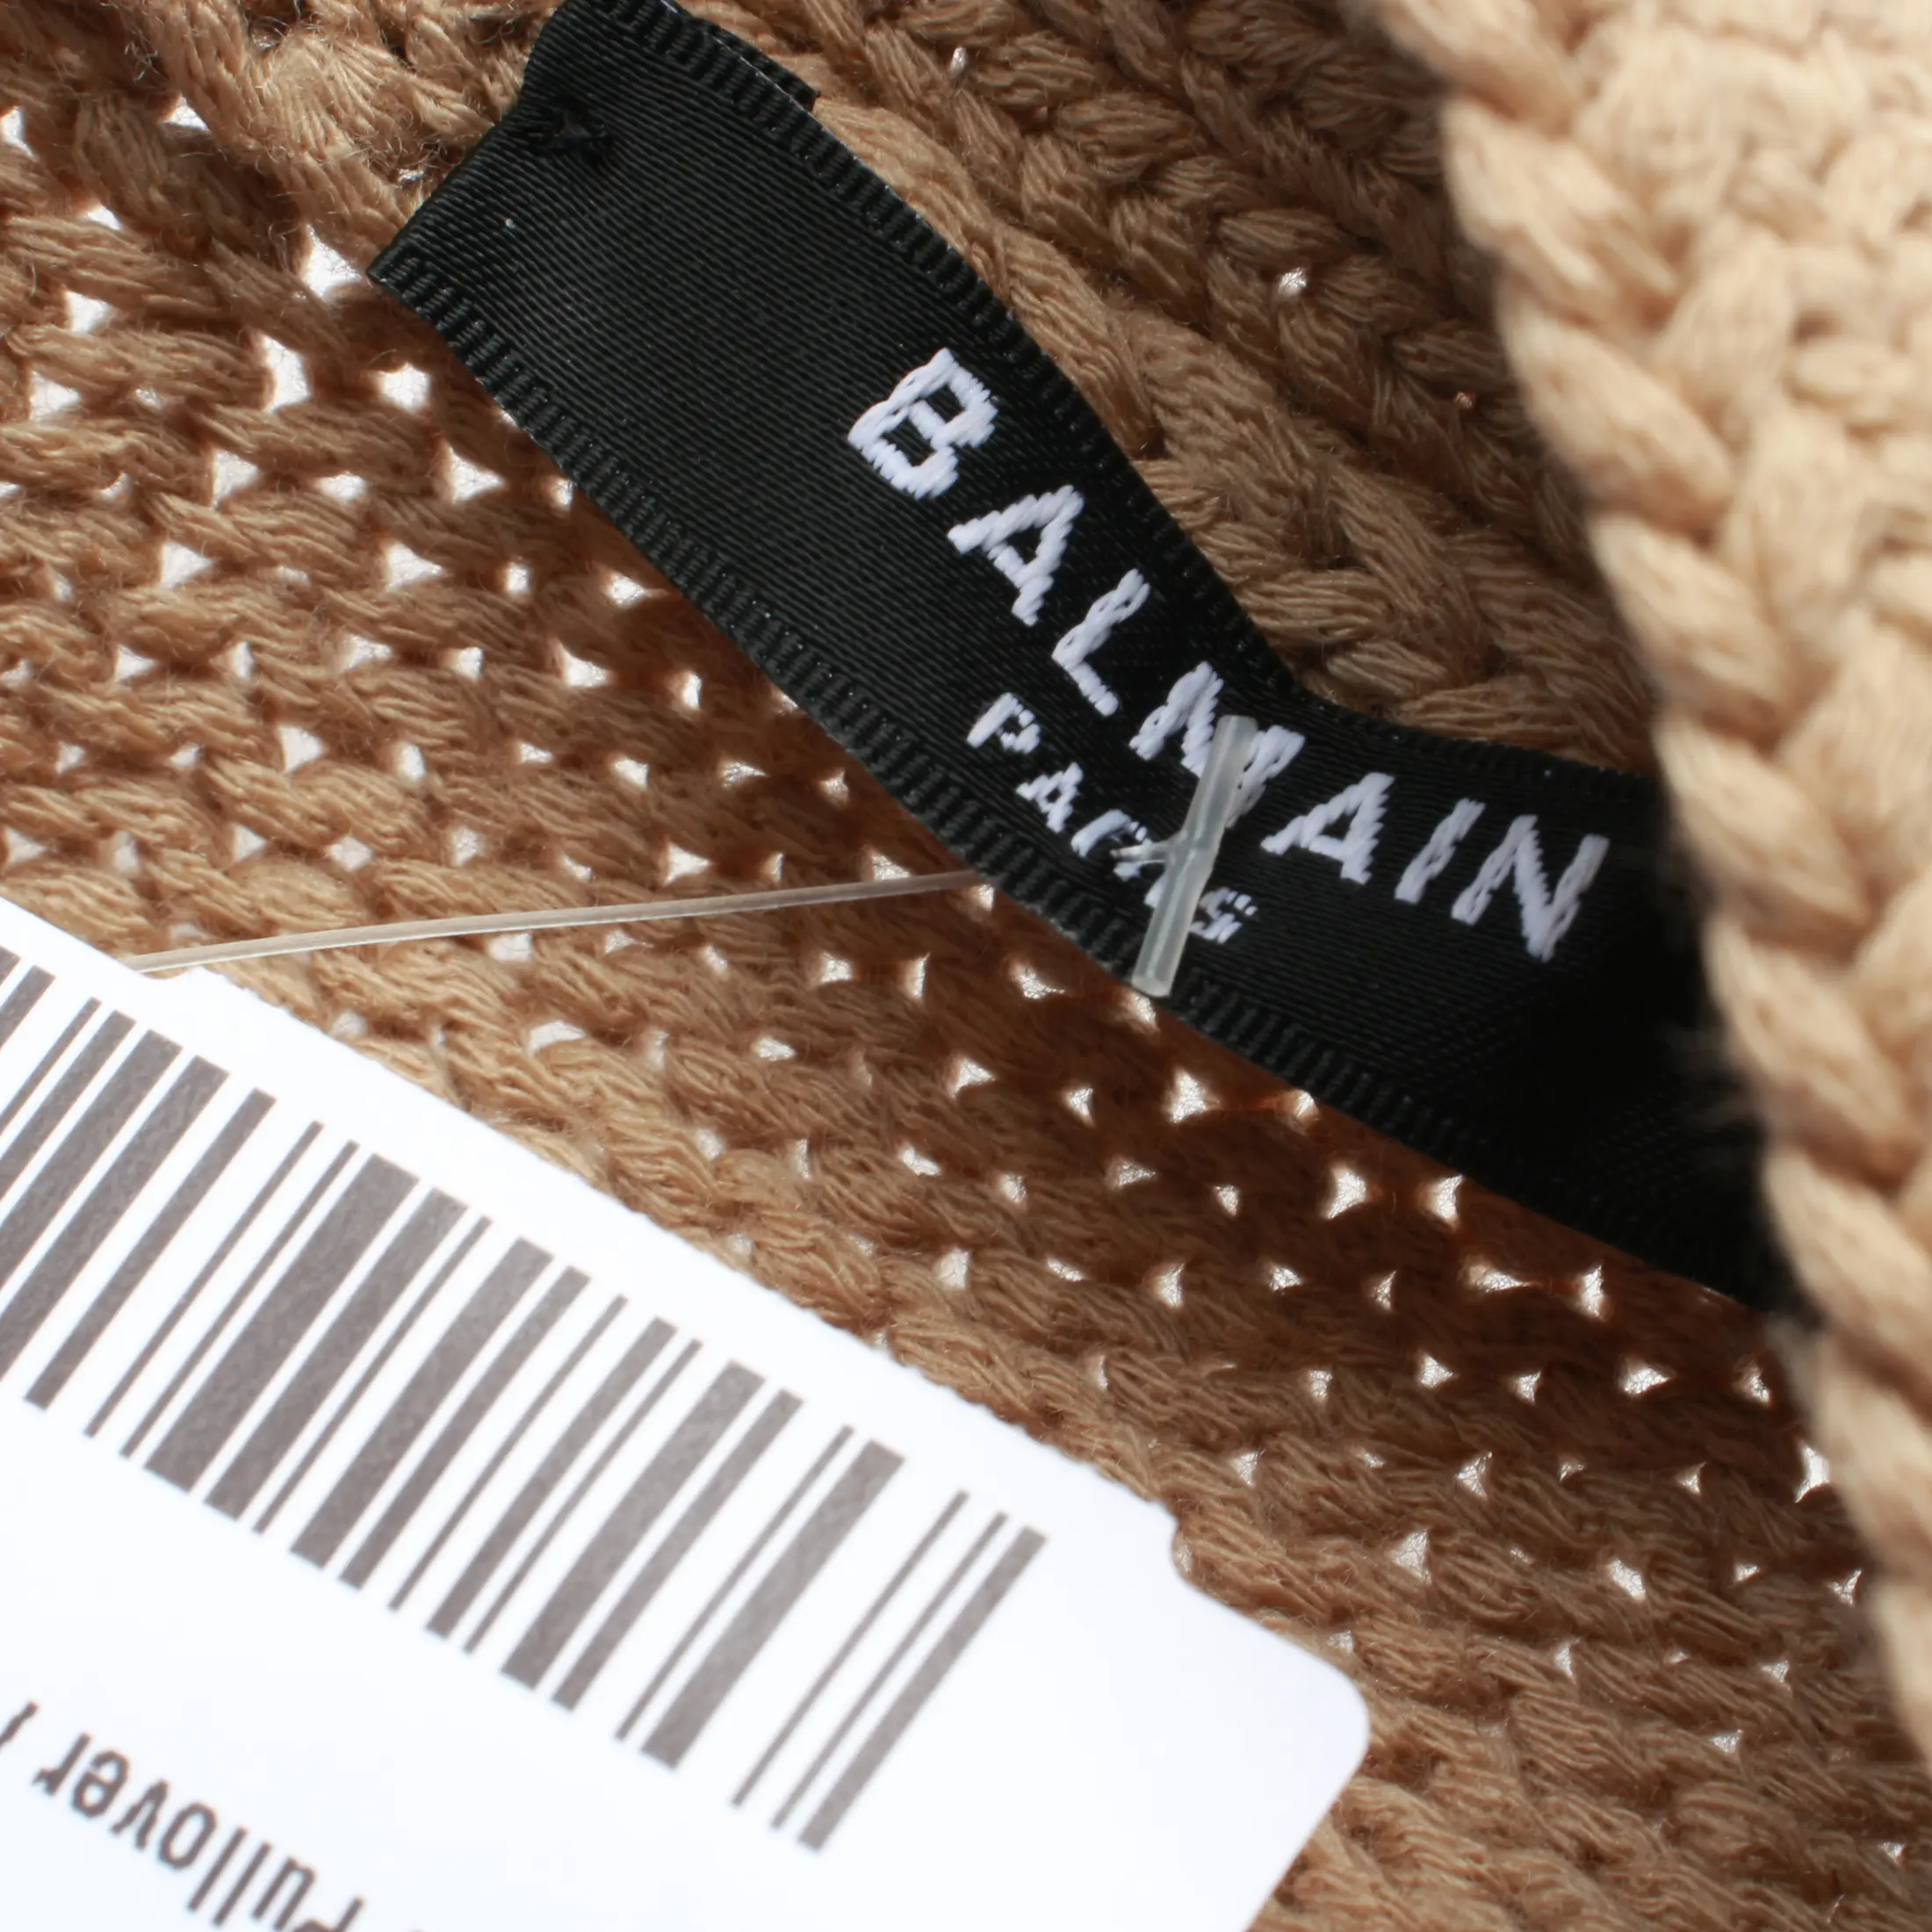 BALMAIN
PARIS
Pullover /